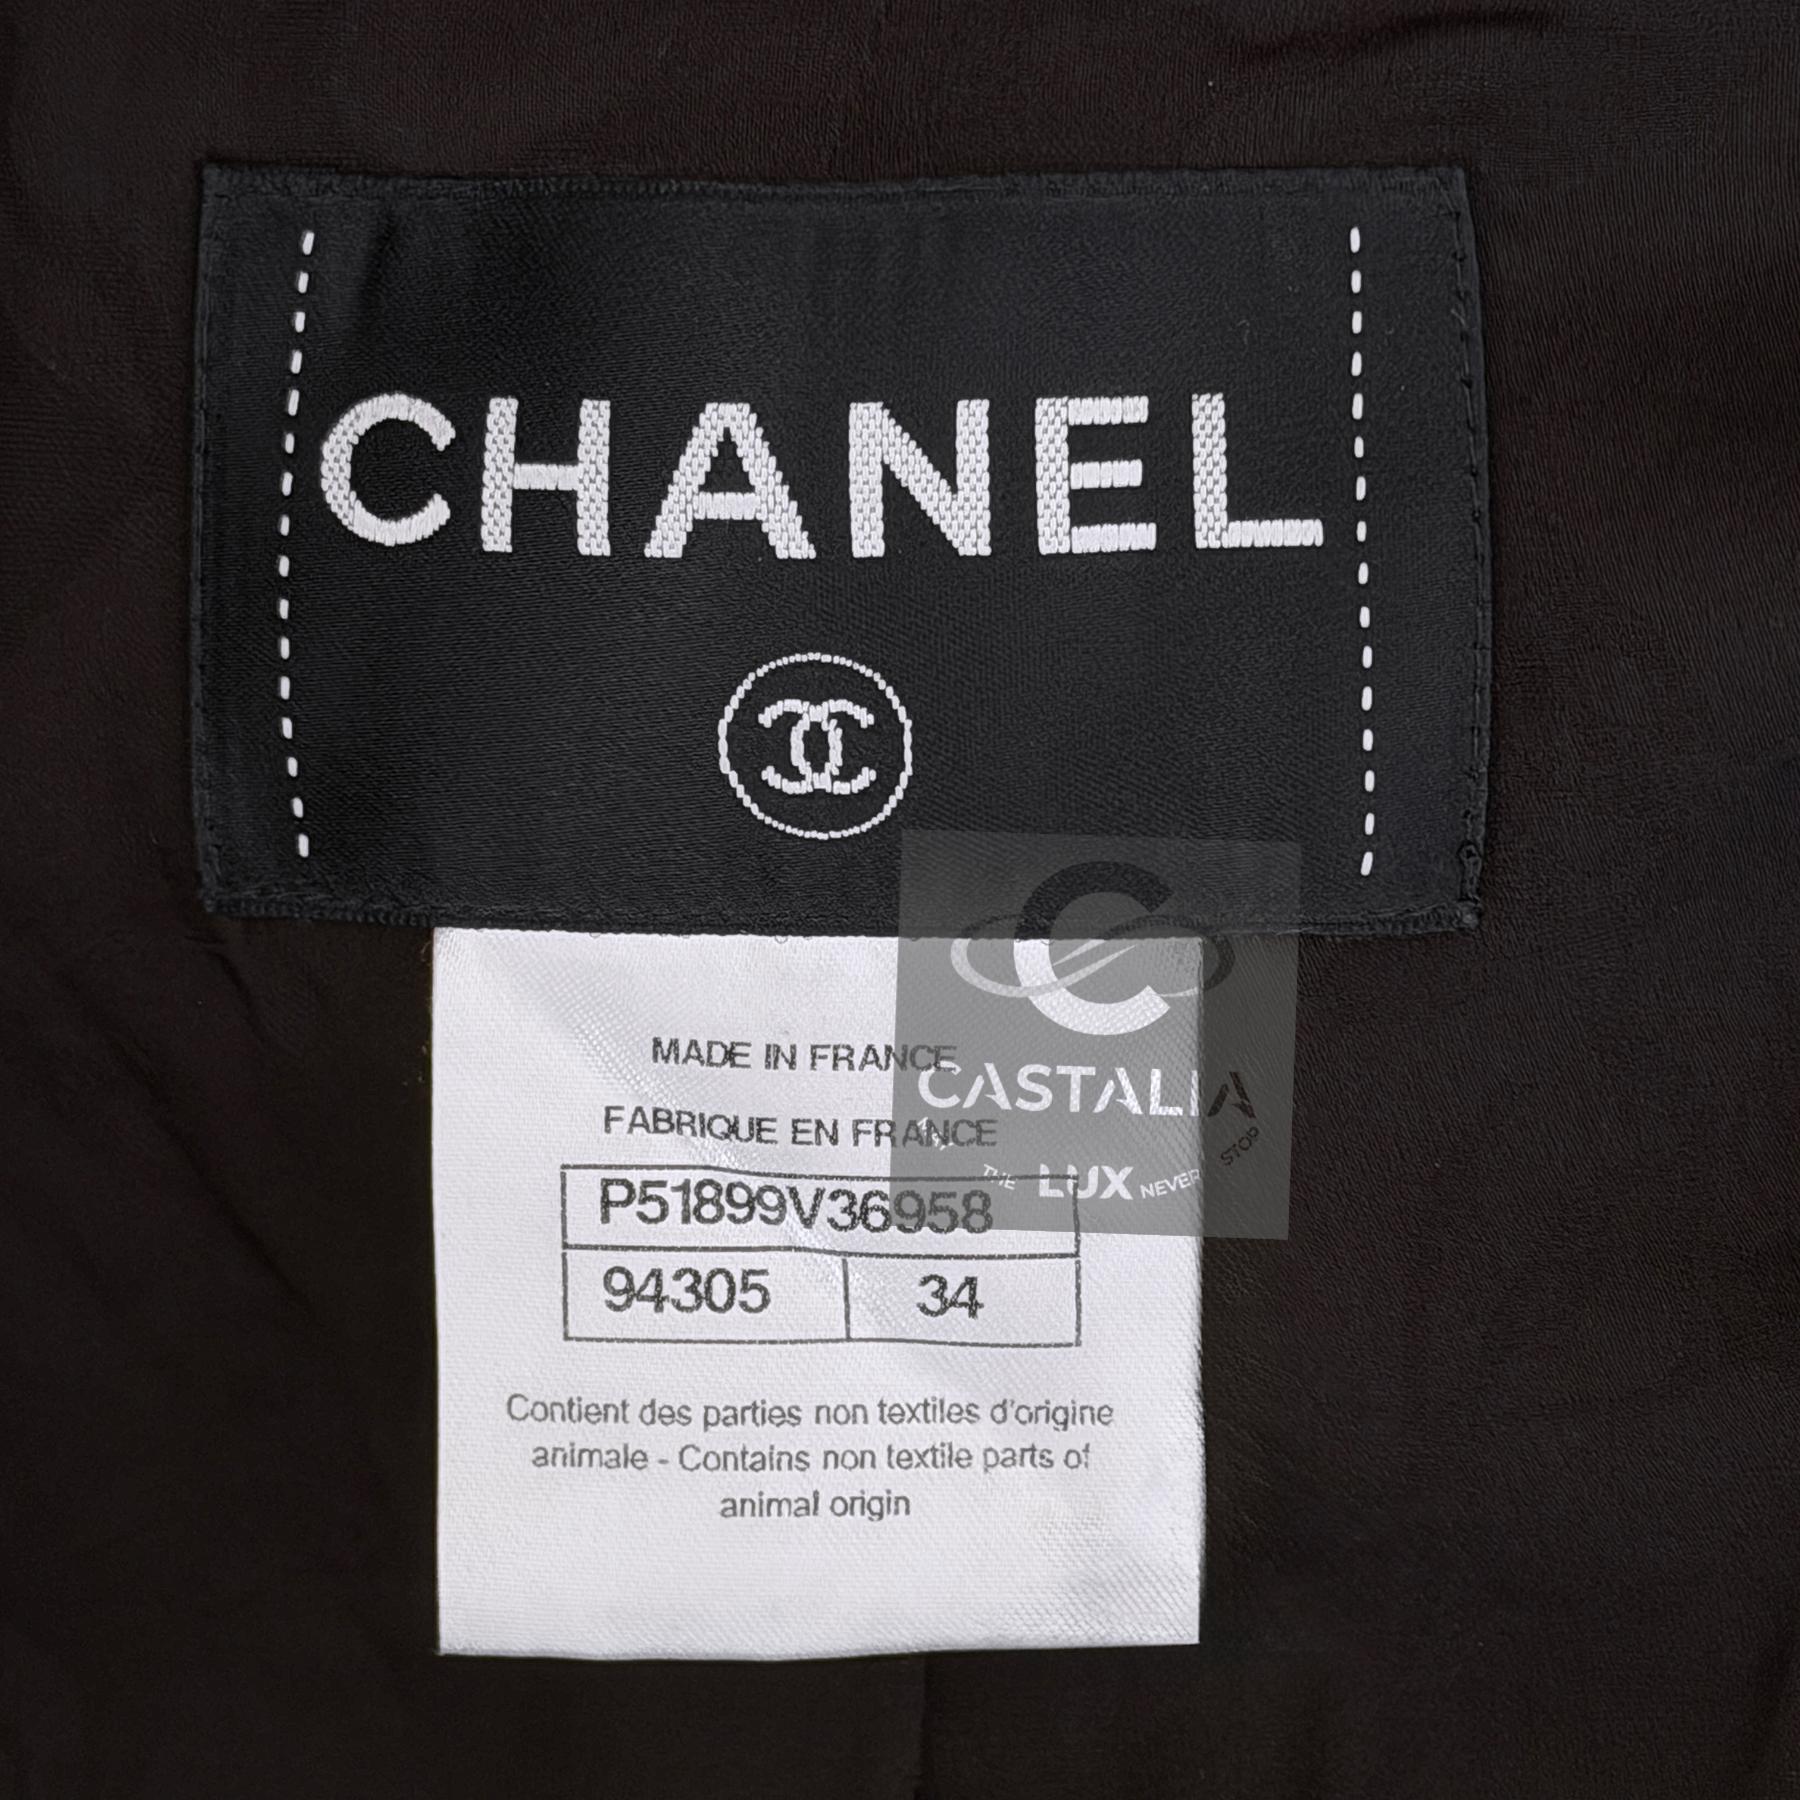 CHANEL
MADE IN FRANCE
CASTALIA
FABRIQUE EN FRANCE
THE LUX NEVER STOP
P51899V36958
94305 34
Contient des parties non textiles d'origine
animale - Contains non textile parts of
animal origin